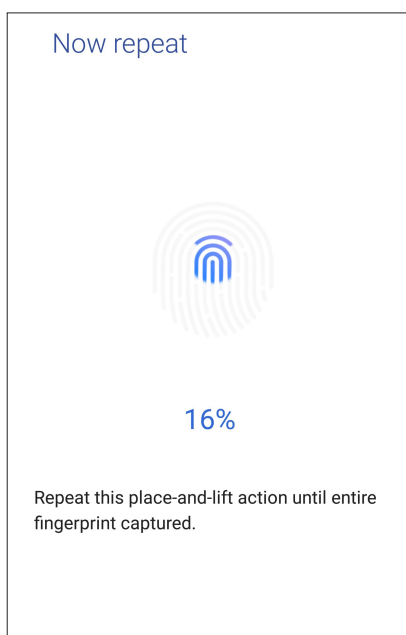 Now repeat
16%
Repeat this place-and-lift action until entire
fingerprint captured.